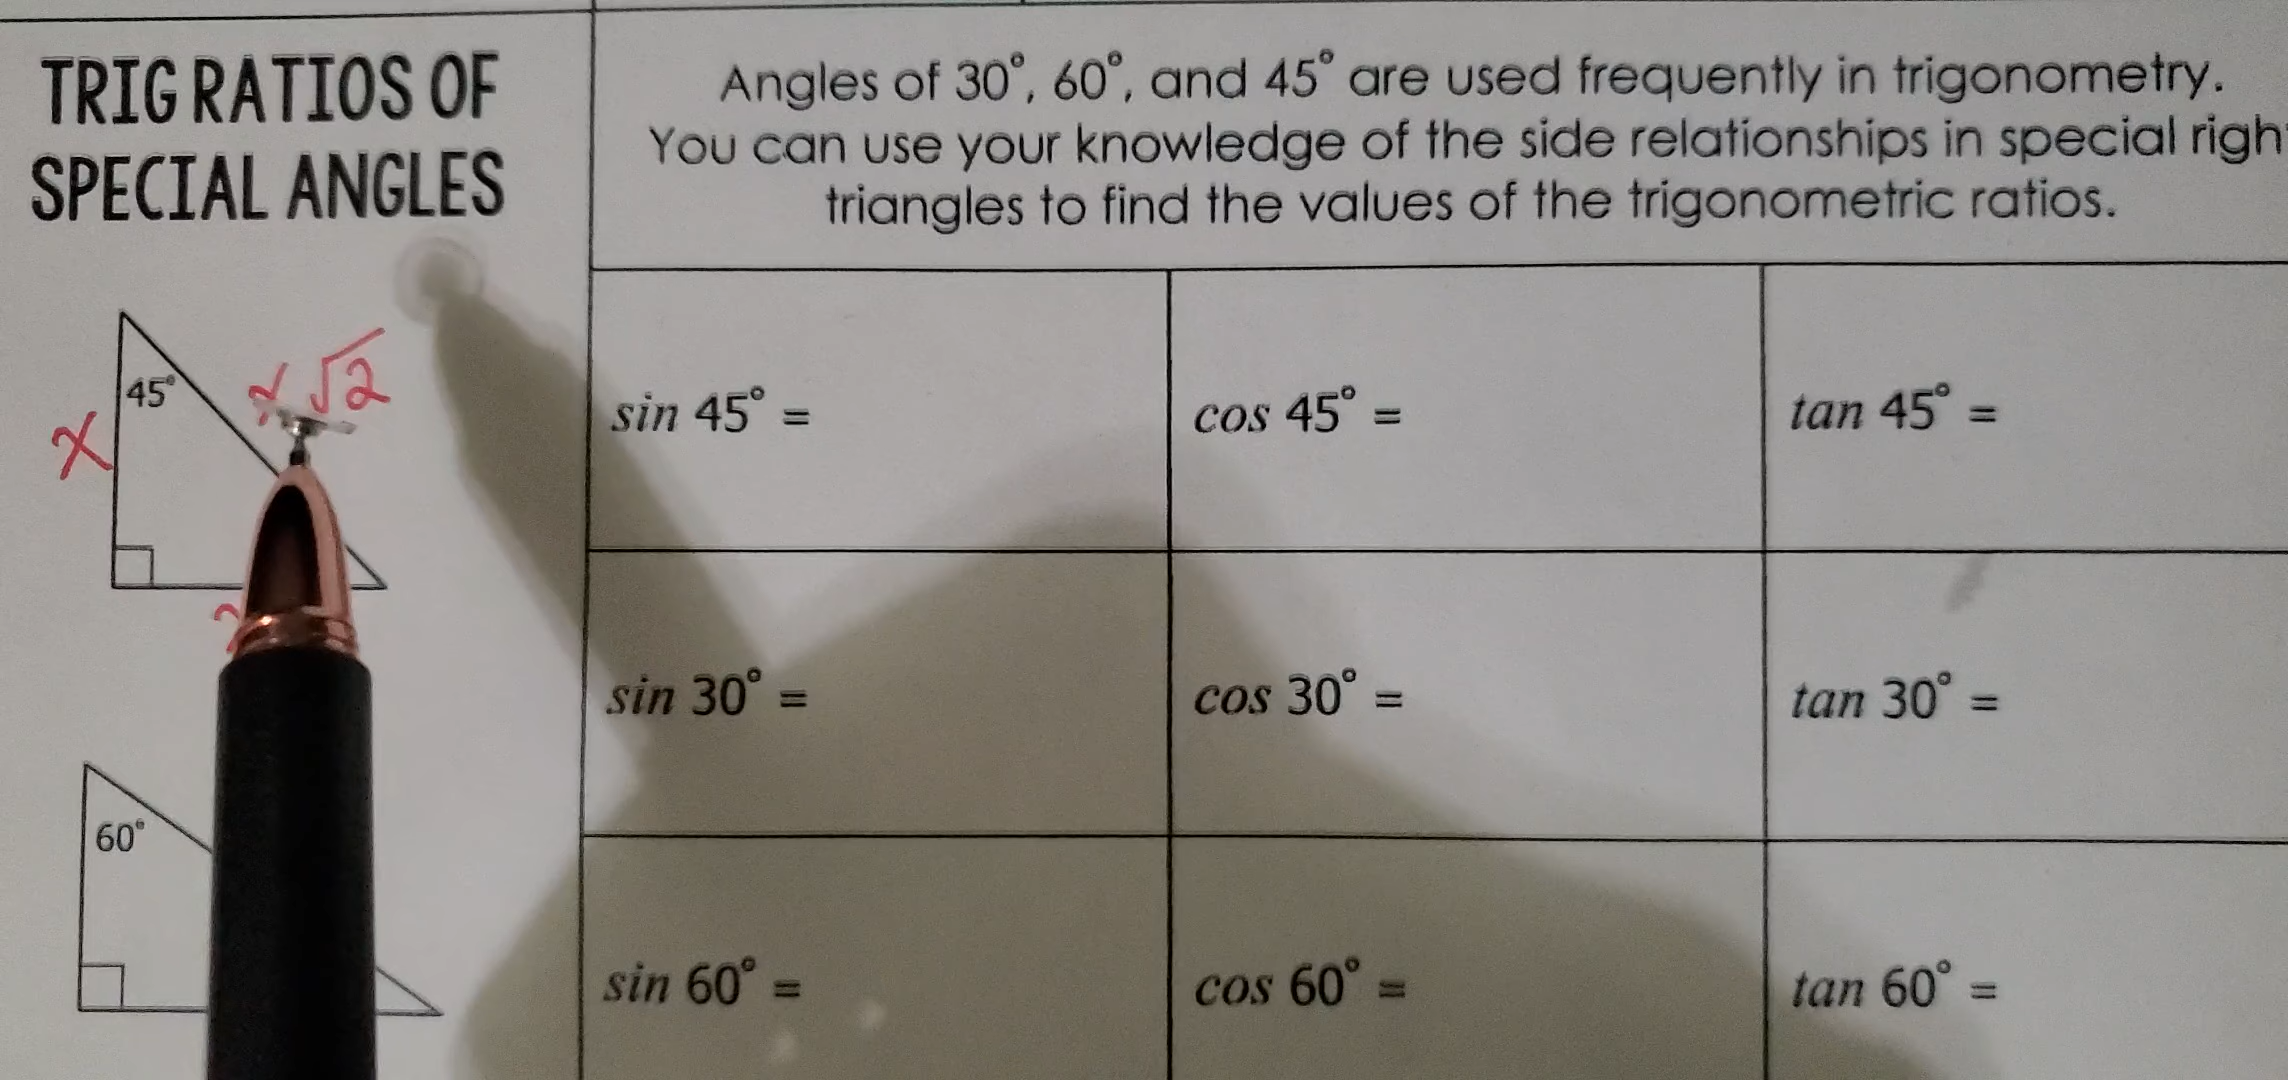 TRIG RATIOS OF
SPECIAL ANGLES
Angles of 30°, 60°, and 45° are used frequently in trigonometry.
You can use your knowledge of the side relationships in special righ
triangles to find the values of the trigonometric ratios.
45°
x√2
x
sin 45° =
cos 45° =
tan 45° =
sin 30° =
cos 30° =
tan 30° =
60°
sin 60° =
cos 60° =
tan 60° =